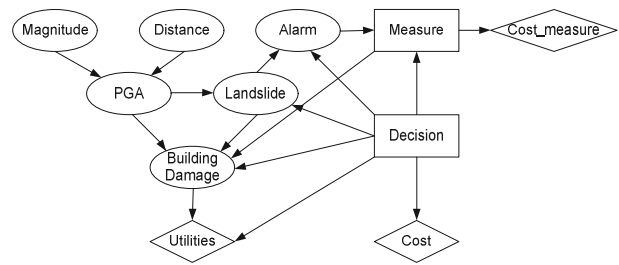 Magnitude
Distance
Alarm
Measure
Cost_measure
PGA
Landslide
Decision
Building
Damage
Utilities
Cost